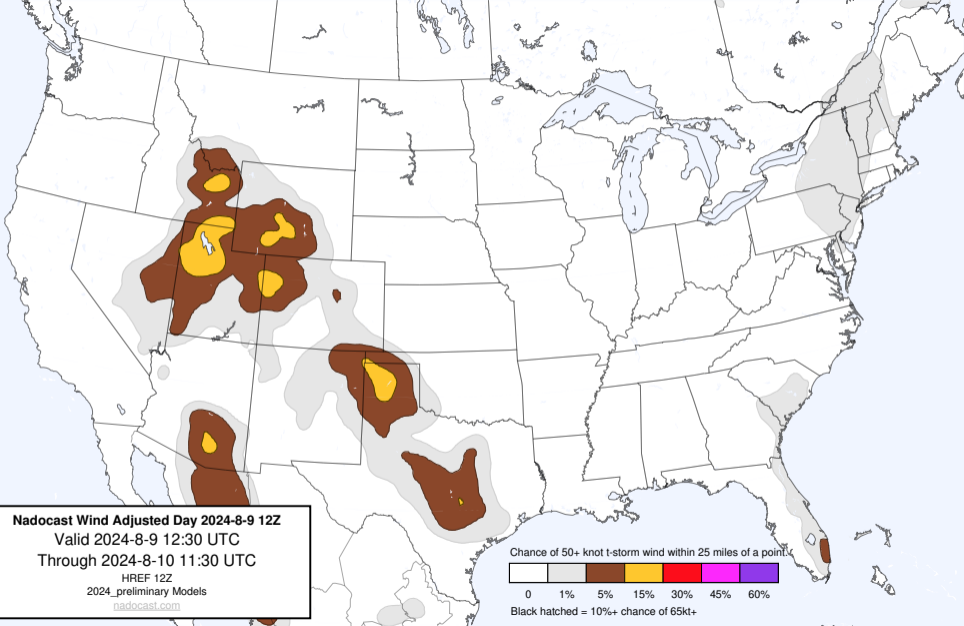 Nadocast Wind Adjusted Day 2024-8-9 12Z
Valid 2024-8-9 12:30 UTC
Through 2024-8-10 11:30 UTC
HREF 12Z
2024_preliminary Models
nadocast.com
Chance of 50+ knot t-storm wind within 25 miles of a point.
0 1% 5% 15% 30% 45% 60%
Black hatched = 10%+ chance of 65kt+